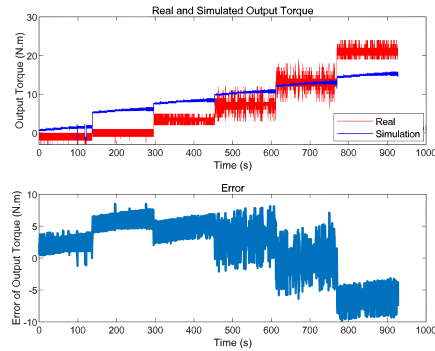 Real and Simulated Output Torque
30
20
10
0
Output Torque (N.m)
Real
Simulation
0 100 200 300 400 500 600 700 800 900 1000
Time (s)
Error
10
5
0
-5
-10
Error of Output Torque (N.m)
0 100 200 300 400 500 600 700 800 900 1000
Time (s)